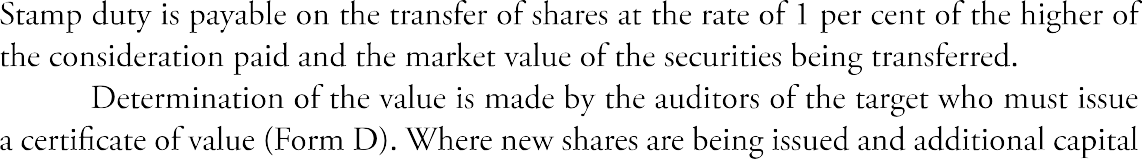 Stamp duty is payable on the transfer of shares at the rate of 1 per cent of the higher of
the consideration paid and the market value of the securities being transferred.
Determination of the value is made by the auditors of the target who must issue
a certificate of value (Form D). Where new shares are being issued and additional capital